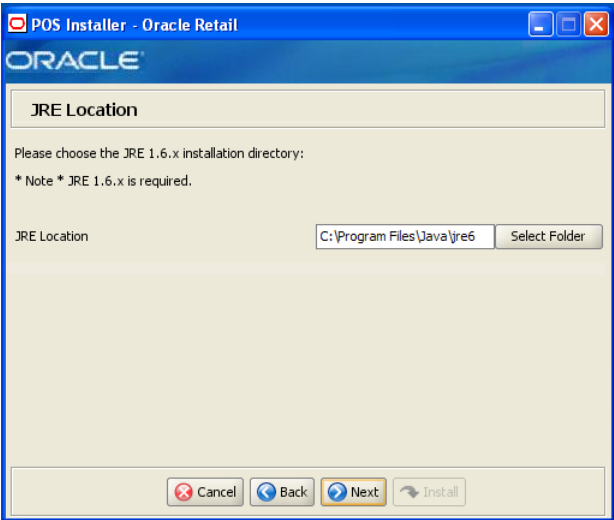 POS Installer - Oracle Retail
ORACLE
JRE Location
Please choose the JRE 1.6.x installation directory:
* Note * JRE 1.6.x is required.
JRE Location C:\Program Files\Java\jre6 Select Folder
Cancel Back Next Install